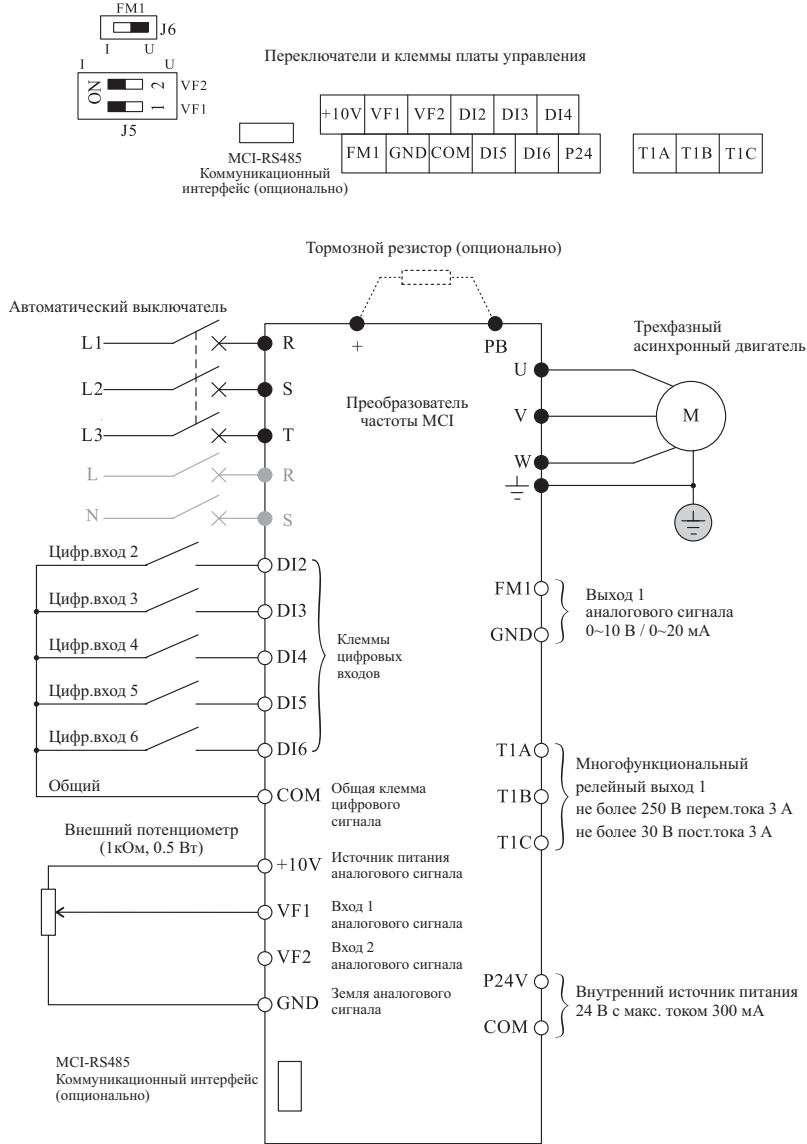 FM1
J6
I U
I U
ON
2 VF2
1 VF1
J5
Переключатели и клеммы платы управления
+10V VF1 VF2 DI2 DI3 DI4
FM1 GND COM DI5 DI6 P24
T1A T1B T1C
MCI-RS485
Коммуникационный
интерфейс (опционально)
Тормозной резистор (опционально)
Автоматический выключатель
+ PB
L1 R
L2 S
L3 T
L R
N S
Преобразователь
частоты MCI
U
V
W
Трехфазный
асинхронный двигатель
M
Цифр.вход 2 DI2
Цифр.вход 3 DI3
Цифр.вход 4 DI4
Цифр.вход 5 DI5
Цифр.вход 6 DI6
Клеммы
цифровых
входов
Общий COM
Общая клемма
цифрового
сигнала
Внешний потенциометр
(1кОм, 0.5 Вт)
+10V
Источник питания
аналогового сигнала
VF1
Вход 1
аналогового сигнала
VF2
Вход 2
аналогового сигнала
GND
Земля аналогового
сигнала
MCI-RS485
Коммуникационный интерфейс
(опционально)
FM1
GND
Выход 1
аналогового сигнала
0~10 В / 0~20 мА
T1A
T1B
T1C
Многофункциональный
релейный выход 1
не более 250 В перем.тока 3 А
не более 30 В пост.тока 3 А
P24V
COM
Внутренний источник питания
24 В с макс. током 300 мА